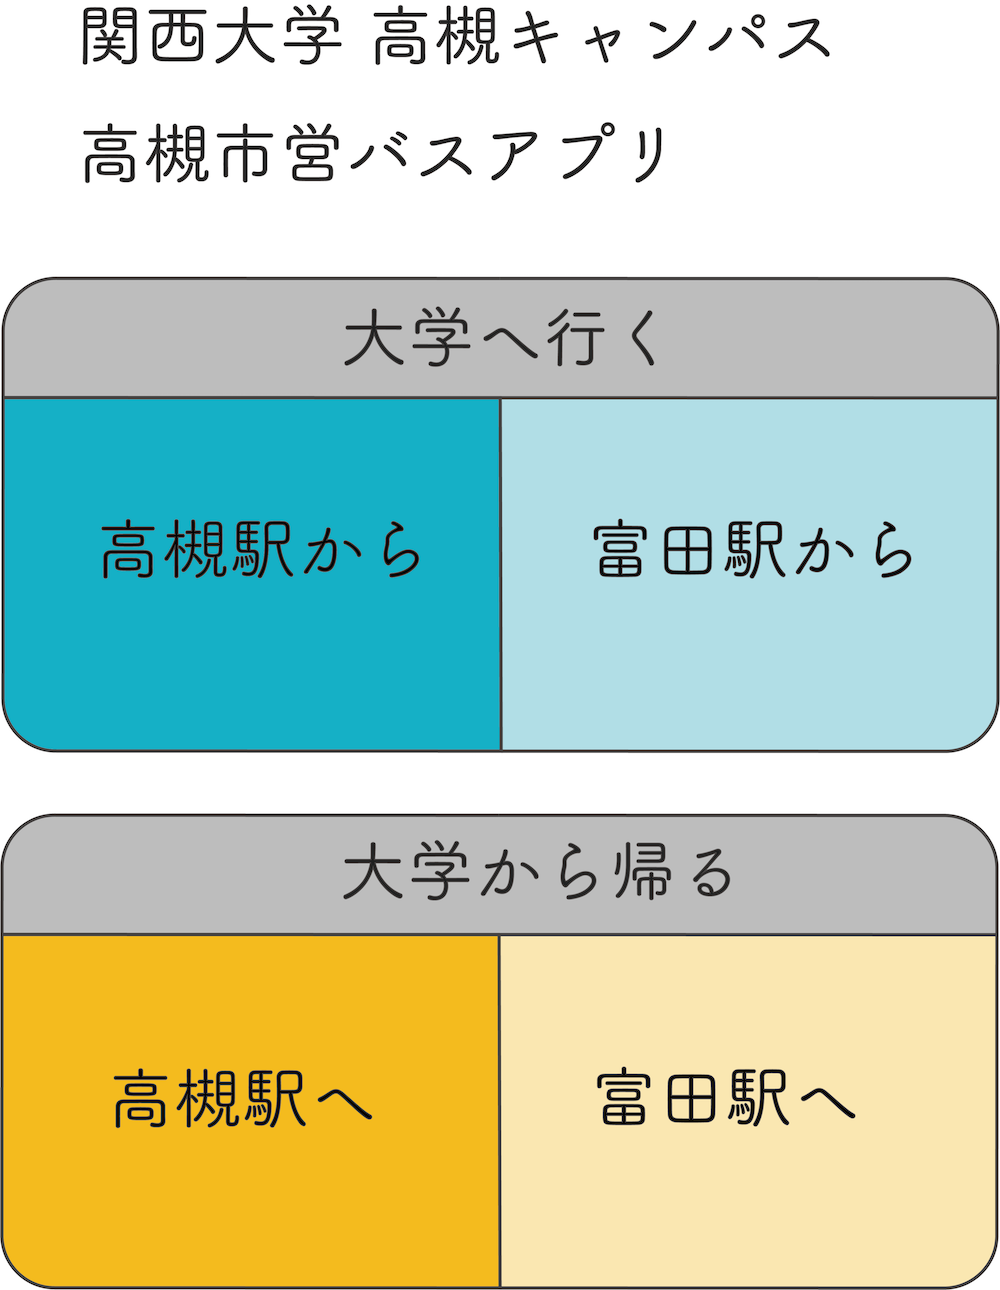 関西大学 高槻キャンパス
高槻市営バスアプリ
大学へ行く
高槻駅から
富田駅から
大学から帰る
高槻駅へ
富田駅へ